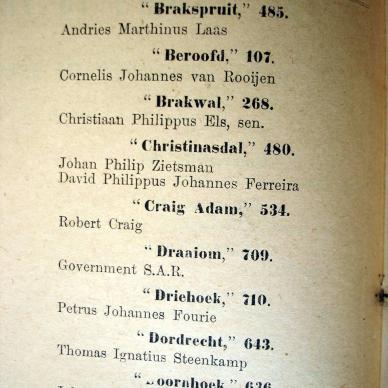 "Brakspruit," 485.
Andries Marthinus Laas
"Beroofd," 107.
Cornelis Johannes van Rooijen
"Brakwal," 268.
Christiaan Philippus Els, sen.
"Christinasdal," 480.
Johan Philip Zietsman
David Philippus Johannes Ferreira
"Craig Adam," 534.
Robert Craig
"Draaiom," 709.
Government S.A.R.
"Driehoek," 710.
Petrus Johannes Fourie
"Dordrecht," 643.
Thomas Ignatius Steenkamp